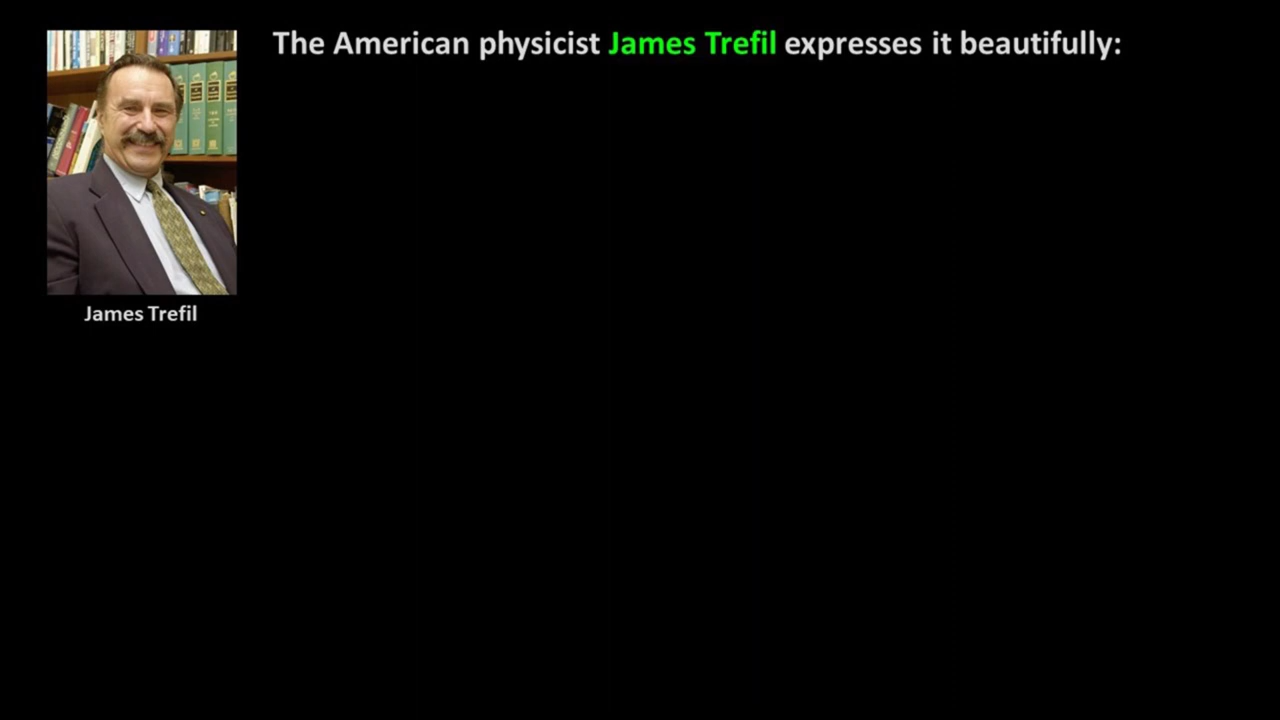 The American physicist James Trefil expresses it beautifully:
James Trefil